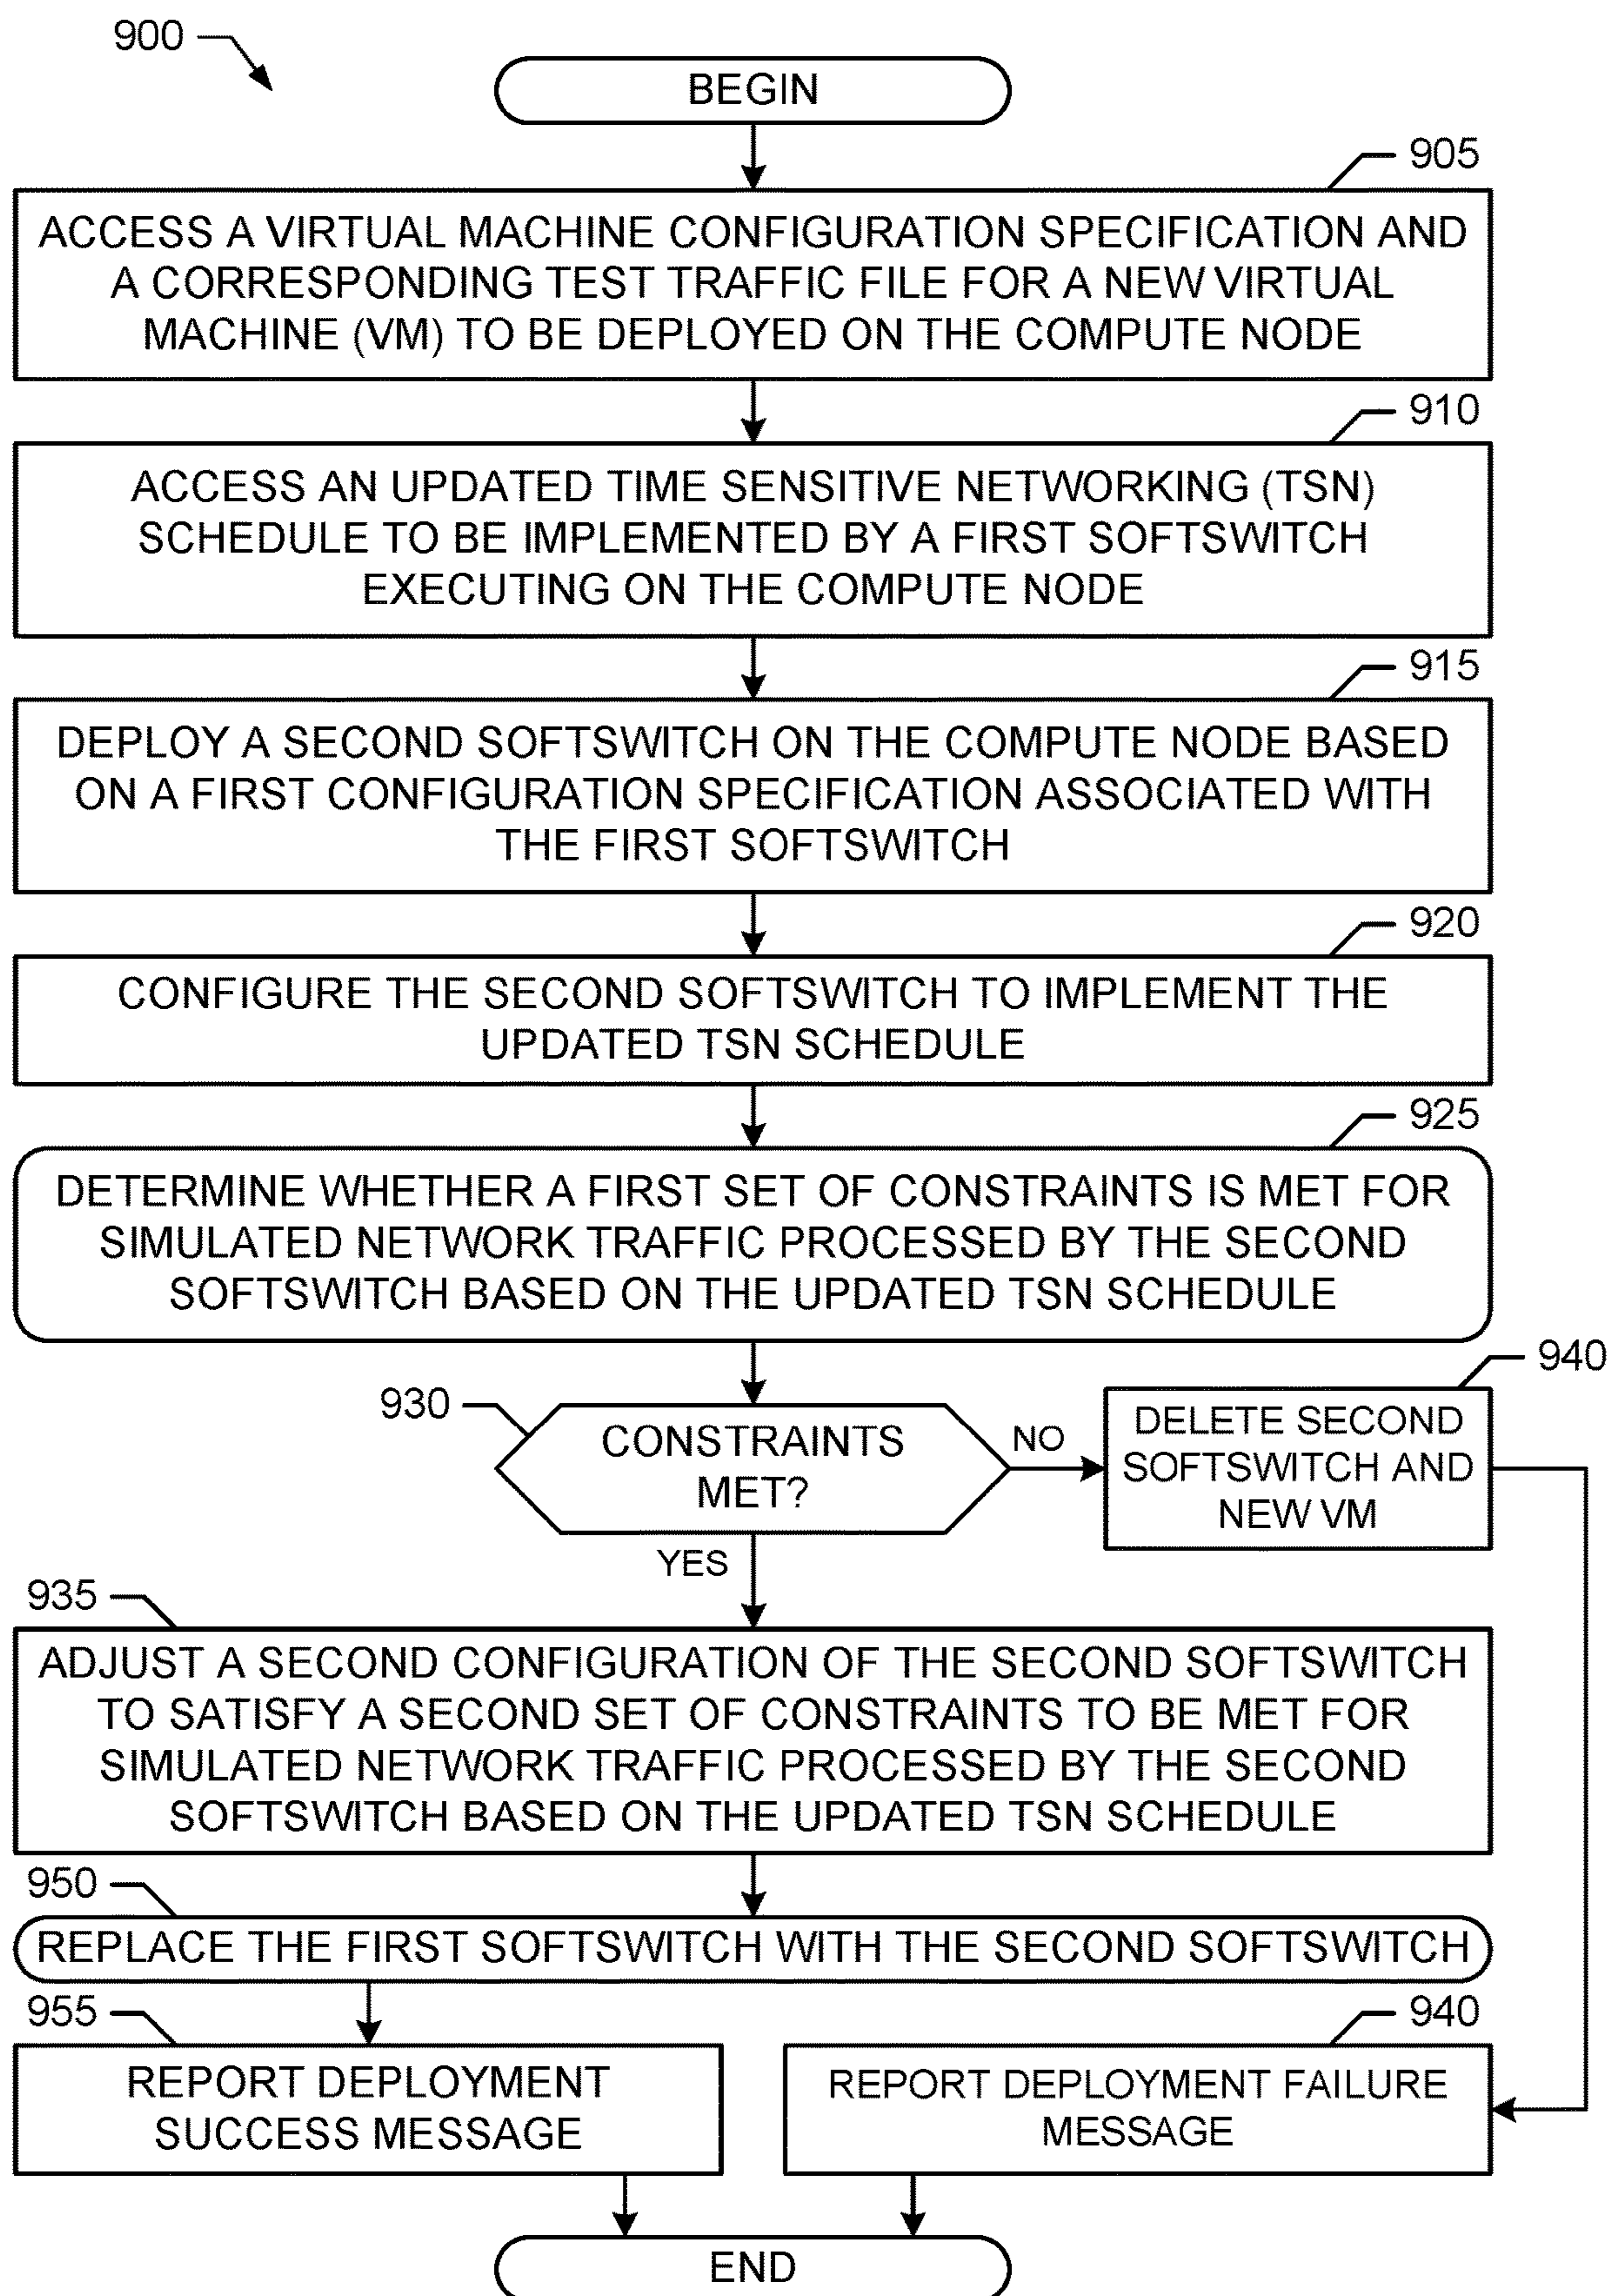 900
BEGIN
905
ACCESS A VIRTUAL MACHINE CONFIGURATION SPECIFICATION AND
A CORRESPONDING TEST TRAFFIC FILE FOR A NEW VIRTUAL
MACHINE (VM) TO BE DEPLOYED ON THE COMPUTE NODE
910
ACCESS AN UPDATED TIME SENSITIVE NETWORKING (TSN)
SCHEDULE TO BE IMPLEMENTED BY A FIRST SOFTSWITCH
EXECUTING ON THE COMPUTE NODE
915
DEPLOY A SECOND SOFTSWITCH ON THE COMPUTE NODE BASED
ON A FIRST CONFIGURATION SPECIFICATION ASSOCIATED WITH
THE FIRST SOFTSWITCH
920
CONFIGURE THE SECOND SOFTSWITCH TO IMPLEMENT THE
UPDATED TSN SCHEDULE
925
DETERMINE WHETHER A FIRST SET OF CONSTRAINTS IS MET FOR
SIMULATED NETWORK TRAFFIC PROCESSED BY THE SECOND
SOFTSWITCH BASED ON THE UPDATED TSN SCHEDULE
930
CONSTRAINTS
MET?
NO
940
DELETE SECOND
SOFTSWITCH AND
NEW VM
YES
935
ADJUST A SECOND CONFIGURATION OF THE SECOND SOFTSWITCH
TO SATISFY A SECOND SET OF CONSTRAINTS TO BE MET FOR
SIMULATED NETWORK TRAFFIC PROCESSED BY THE SECOND
SOFTSWITCH BASED ON THE UPDATED TSN SCHEDULE
950
REPLACE THE FIRST SOFTSWITCH WITH THE SECOND SOFTSWITCH
955
REPORT DEPLOYMENT
SUCCESS MESSAGE
940
REPORT DEPLOYMENT FAILURE
MESSAGE
END